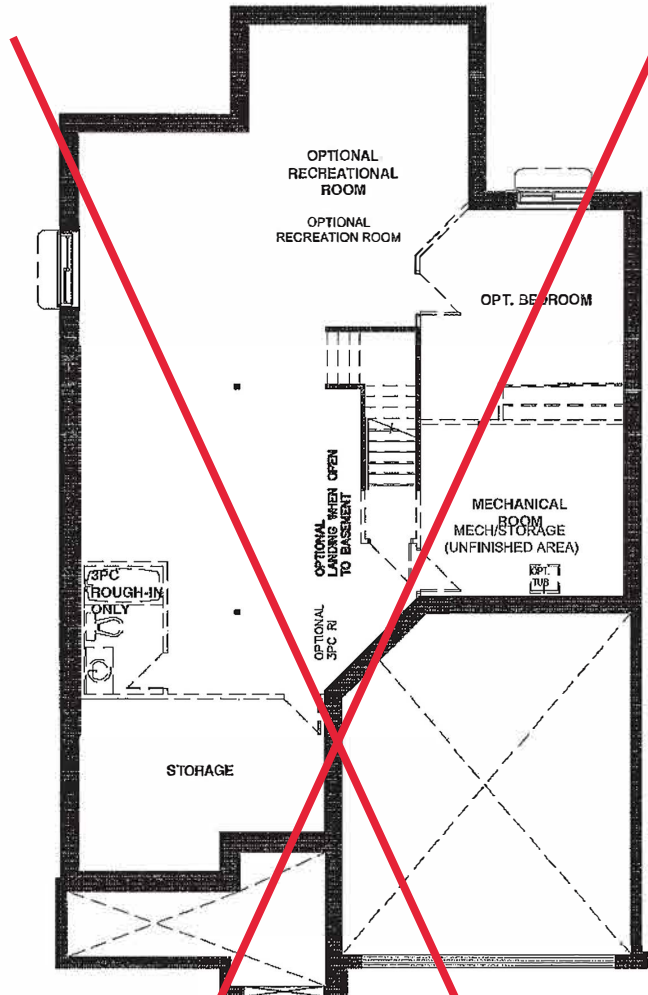 OPTIONAL
RECREATIONAL
ROOM
OPTIONAL
RECREATION ROOM
OPT. BEDROOM
OPTIONAL
LANDING WHEN OPEN
TO BASEMENT
MECHANICAL
ROOM
MECH/STORAGE
(UNFINISHED AREA)
OPT.
TUB
3PC
ROUGH-IN
ONLY
OPTIONAL
3PC RI
STORAGE